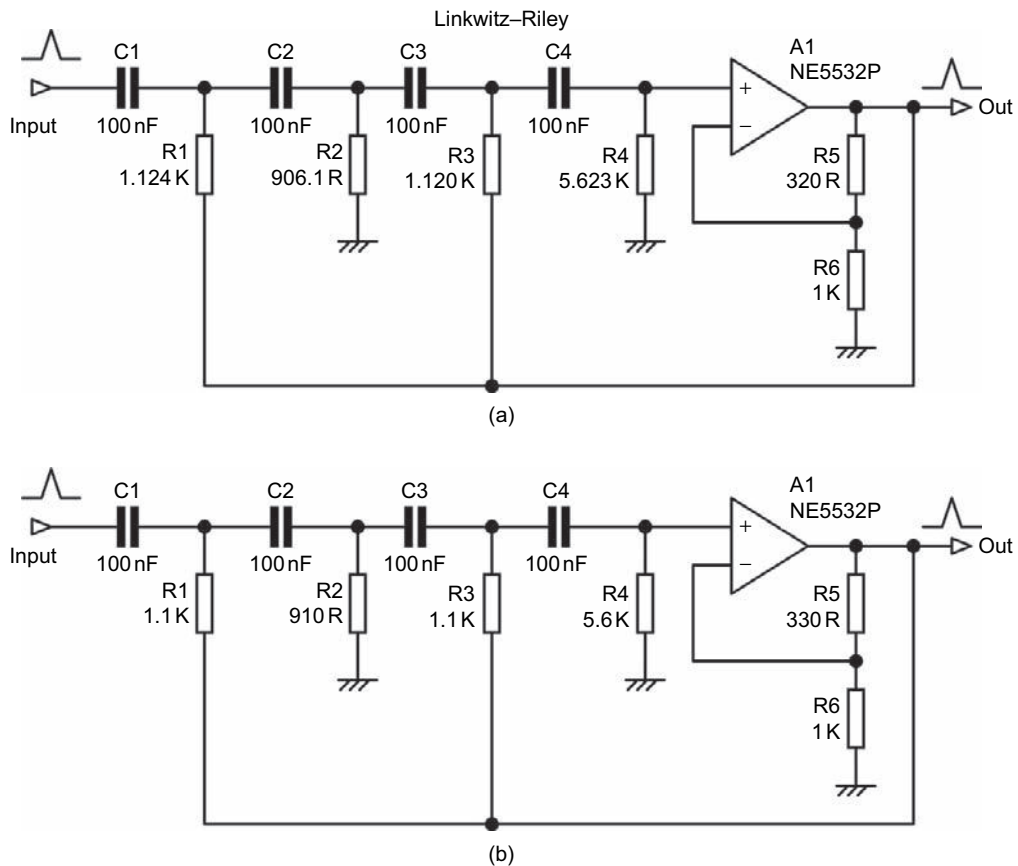 Linkwitz–Riley
C1
C2
C3
C4
A1
NE5532P
+
−
Input
100 nF
100 nF
100 nF
100 nF
Out
R1
1.124 K
R2
906.1 R
R3
1.120 K
R4
5.623 K
R5
320 R
R6
1 K
(a)
C1
C2
C3
C4
A1
NE5532P
+
−
Input
100 nF
100 nF
100 nF
100 nF
Out
R1
1.1 K
R2
910 R
R3
1.1 K
R4
5.6 K
R5
330 R
R6
1 K
(b)